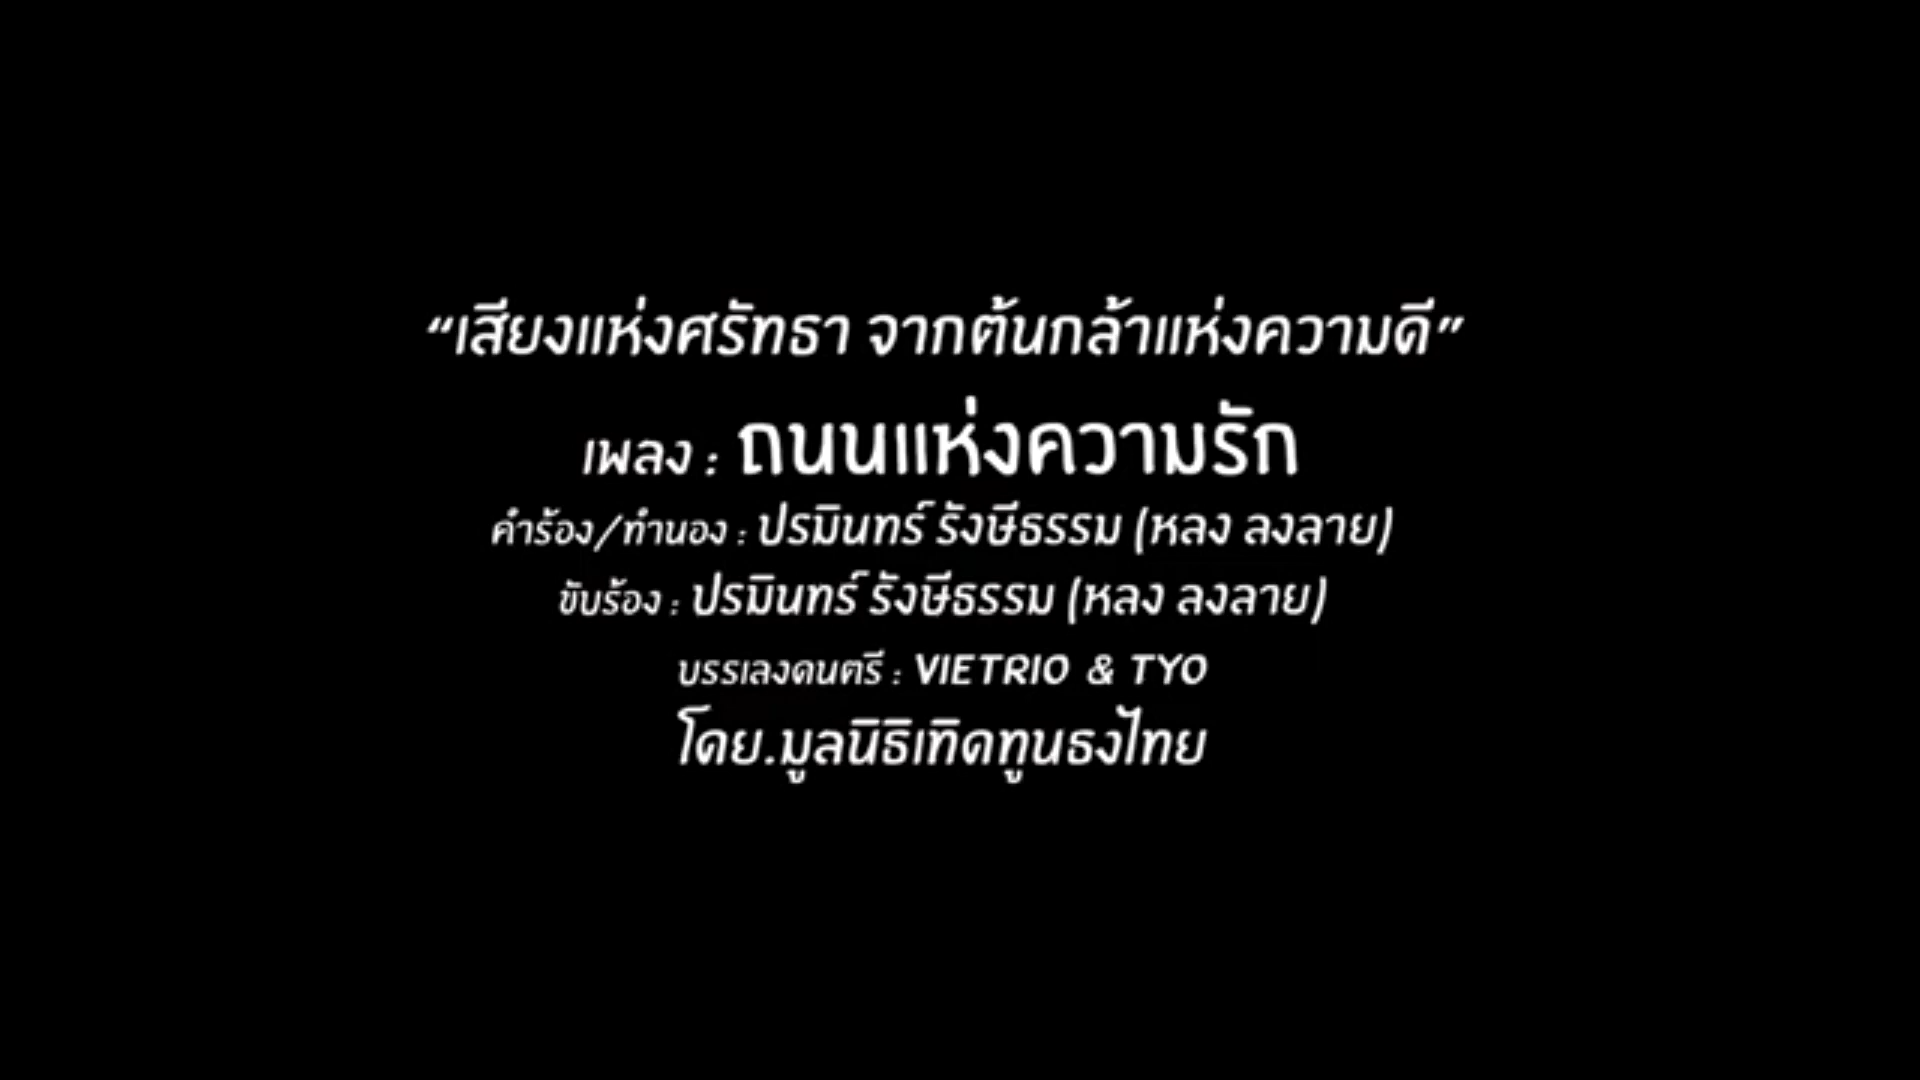 “เสียงแห่งศรัทธา จากต้นกล้าแห่งความดี”
เพลง : ถนนแห่งความรัก
คำร้อง/ทำนอง : ปรมินทร์ รังษีธรรม (หลง ลงลาย)
ขับร้อง : ปรมินทร์ รังษีธรรม (หลง ลงลาย)
บรรเลงดนตรี : VIETRIO & TYO
โดย.มูลนิธิเทิดทูนธงไทย